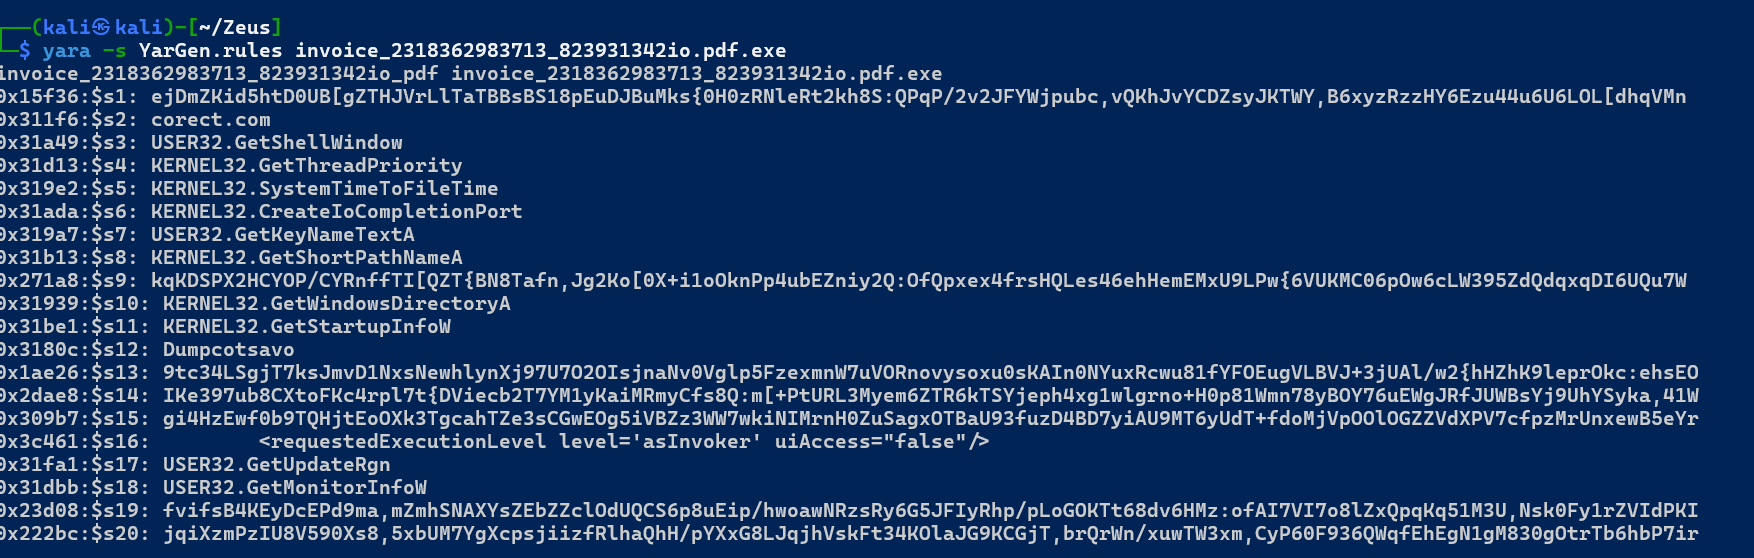 ┌──(kali㉿kali)-[~/Zeus]
└─$ yara -s YarGen.rules invoice_2318362983713_823931342io.pdf.exe
invoice_2318362983713_823931342io_pdf invoice_2318362983713_823931342io.pdf.exe
0x15f36:$s1: ejDmZKid5htD0UB[gZTHJVrLlTaTBBsBS18pEuDJBuMks{0H0zRNleRt2kh8S:QPqP/2v2JFYWjpubc,vQKhJvYCDZsyJKTWY,B6xyzRzzHY6Ezu44u6U6LOL[dhqVMn
0x311f6:$s2: corect.com
0x31a49:$s3: USER32.GetShellWindow
0x31d13:$s4: KERNEL32.GetThreadPriority
0x319e2:$s5: KERNEL32.SystemTimeToFileTime
0x31ada:$s6: KERNEL32.CreateIoCompletionPort
0x319a7:$s7: USER32.GetKeyNameTextA
0x31b13:$s8: KERNEL32.GetShortPathNameA
0x271a8:$s9: kqKDSPX2HCYOP/CYRnffTI[QZT{BN8Tafn,Jg2Ko[0X+i1oOknPp4ubEZniy2Q:OfQpxex4frsHQLes46ehHemEMxU9LPw{6VUKMC06pOw6cLW395ZdQdqxqDI6UQu7W
0x31939:$s10: KERNEL32.GetWindowsDirectoryA
0x31be1:$s11: KERNEL32.GetStartupInfoW
0x3180c:$s12: Dumpcotsavo
0x1ae26:$s13: 9tc34LSgjT7ksJmvD1NxsNewhlynXj97U7O2OIsjnaNv0Vglp5FzexmnW7uVORnovysoxu0sKAIn0NYuxRcwu81fYFOEugVLBVJ+3jUAl/w2{hHZhK9leprOkc:ehsEO
0x2dae8:$s14: IKe397ub8CXtoFKc4rpl7t{DViecb2T7YM1yKaiMRmyCfs8Q:m[+PtURL3Myem6ZTR6kTSYjeph4xg1wlgrno+H0p81Wmn78yBOY76uEWgJRfJUWBsYj9UhYSyka,41W
0x309b7:$s15: gi4HzEwf0b9TQHjtEoOXk3TgcahTZe3sCGwEOg5iVBZz3WW7wkiNIMrnH0ZuSagxOTBaU93fuzD4BD7yiAU9MT6yUdT+fdoMjVpOOlOGZZVdXPV7cfpzMrUnxewB5eYr
0x3c461:$s16:         <requestedExecutionLevel level='asInvoker' uiAccess="false"/>
0x31fa1:$s17: USER32.GetUpdateRgn
0x31dbb:$s18: USER32.GetMonitorInfoW
0x23d08:$s19: fvifsB4KEyDcEPd9ma,mZmhSNAXYsZEbZZclOdUQCS6p8uEip/hwoawNRzsRy6G5JFIyRhp/pLoGOKTt68dv6HMz:ofAI7VI7o8lZxQpqKq51M3U,Nsk0Fy1rZVIdPKI
0x222bc:$s20: jqiXzmPzIU8V590Xs8,5xbUM7YgXcpsjiizfRlhaQhH/pYXxG8LJqjhVskFt34KOlaJG9KCGjT,brQrWn/xuwTW3xm,CyP60F936QWqfEhEgN1gM830gOtrTb6hbP7ir